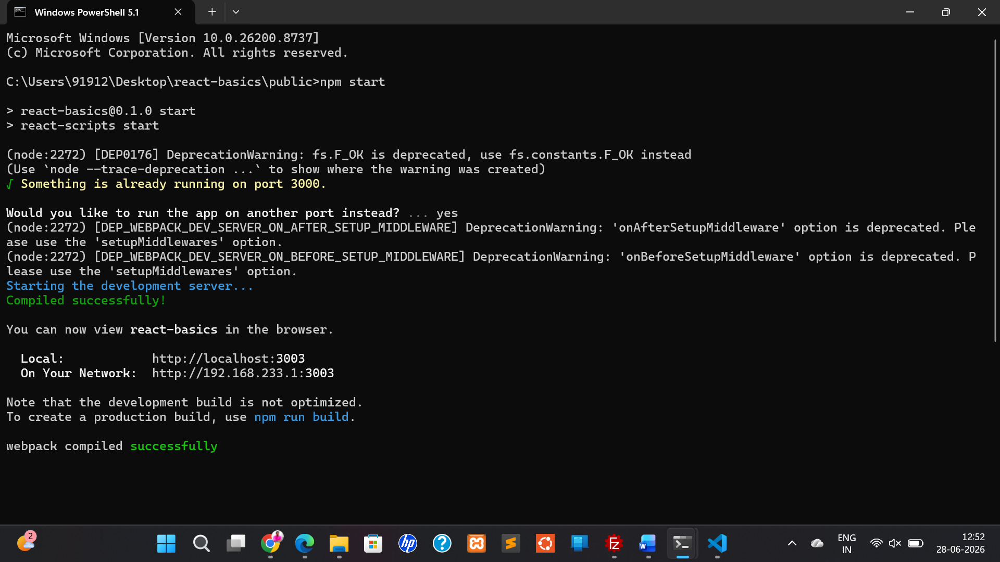 Windows PowerShell 5.1
Microsoft Windows [Version 10.0.26200.8737]
(c) Microsoft Corporation. All rights reserved.
C:\Users\91912\Desktop\react-basics\public>npm start
> react-basics@0.1.0 start
> react-scripts start
(node:2272) [DEP0176] DeprecationWarning: fs.F_OK is deprecated, use fs.constants.F_OK instead
(Use `node --trace-deprecation ...` to show where the warning was created)
√ Something is already running on port 3000.
Would you like to run the app on another port instead? ... yes
(node:2272) [DEP_WEBPACK_DEV_SERVER_ON_AFTER_SETUP_MIDDLEWARE] DeprecationWarning: 'onAfterSetupMiddleware' option is deprecated. Ple
ase use the 'setupMiddlewares' option.
(node:2272) [DEP_WEBPACK_DEV_SERVER_ON_BEFORE_SETUP_MIDDLEWARE] DeprecationWarning: 'onBeforeSetupMiddleware' option is deprecated. P
lease use the 'setupMiddlewares' option.
Starting the development server...
Compiled successfully!
You can now view react-basics in the browser.
Local: http://localhost:3003
On Your Network: http://192.168.233.1:3003
Note that the development build is not optimized.
To create a production build, use npm run build.
webpack compiled successfully
2
hp
?
S
Fz
W
ENG
IN
12:52
28-06-2026